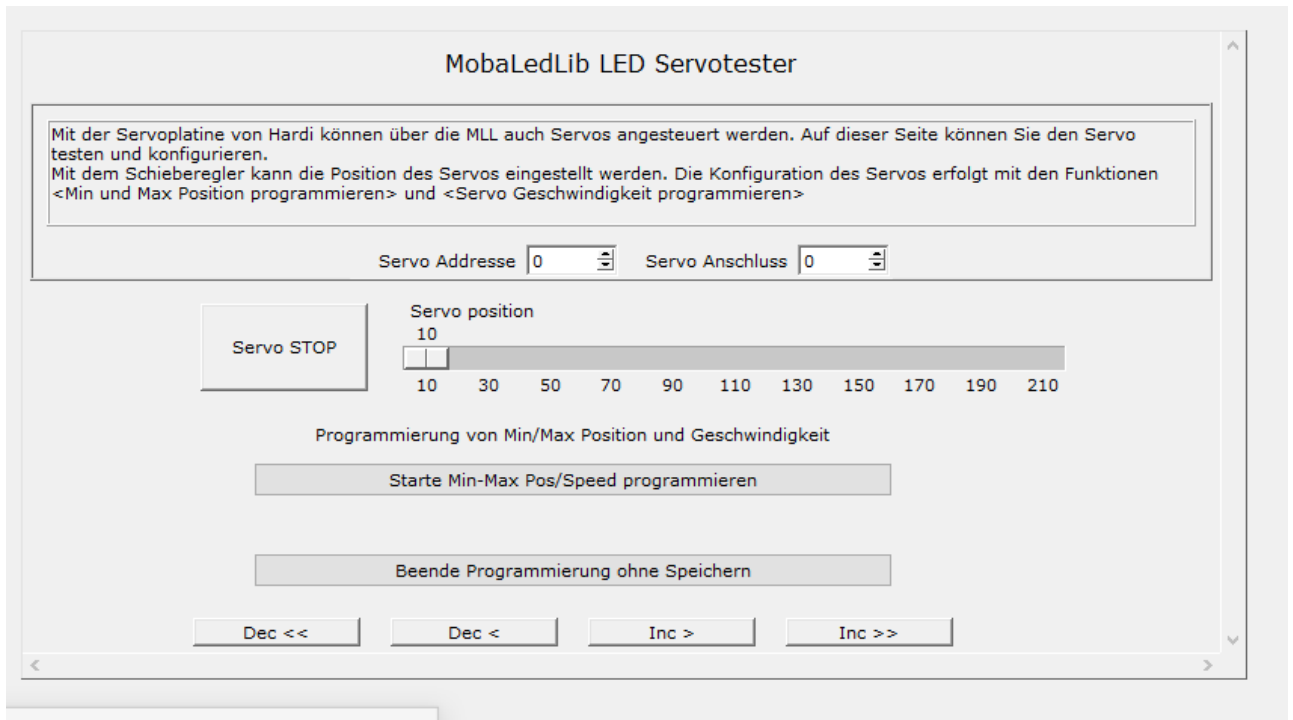 MobaLedLib LED Servotester
Mit der Servoplatine von Hardi können über die MLL auch Servos angesteuert werden. Auf dieser Seite können Sie den Servo
testen und konfigurieren.
Mit dem Schieberegler kann die Position des Servos eingestellt werden. Die Konfiguration des Servos erfolgt mit den Funktionen
<Min und Max Position programmieren> und <Servo Geschwindigkeit programmieren>
Servo Addresse 0 Servo Anschluss 0
Servo position
10
Servo STOP
10 30 50 70 90 110 130 150 170 190 210
Programmierung von Min/Max Position und Geschwindigkeit
Starte Min-Max Pos/Speed programmieren
Beende Programmierung ohne Speichern
Dec << Dec < Inc > Inc >>